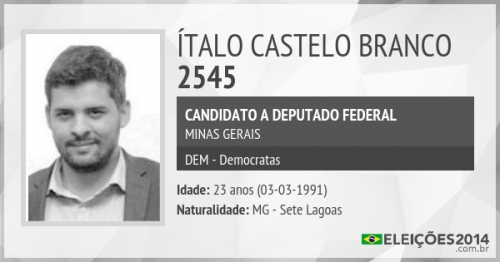 ÍTALO CASTELO BRANCO
2545
CANDIDATO A DEPUTADO FEDERAL
MINAS GERAIS
DEM - Democratas
Idade: 23 anos (03-03-1991)
Naturalidade: MG - Sete Lagoas
ELEIÇÕES2014
.com.br